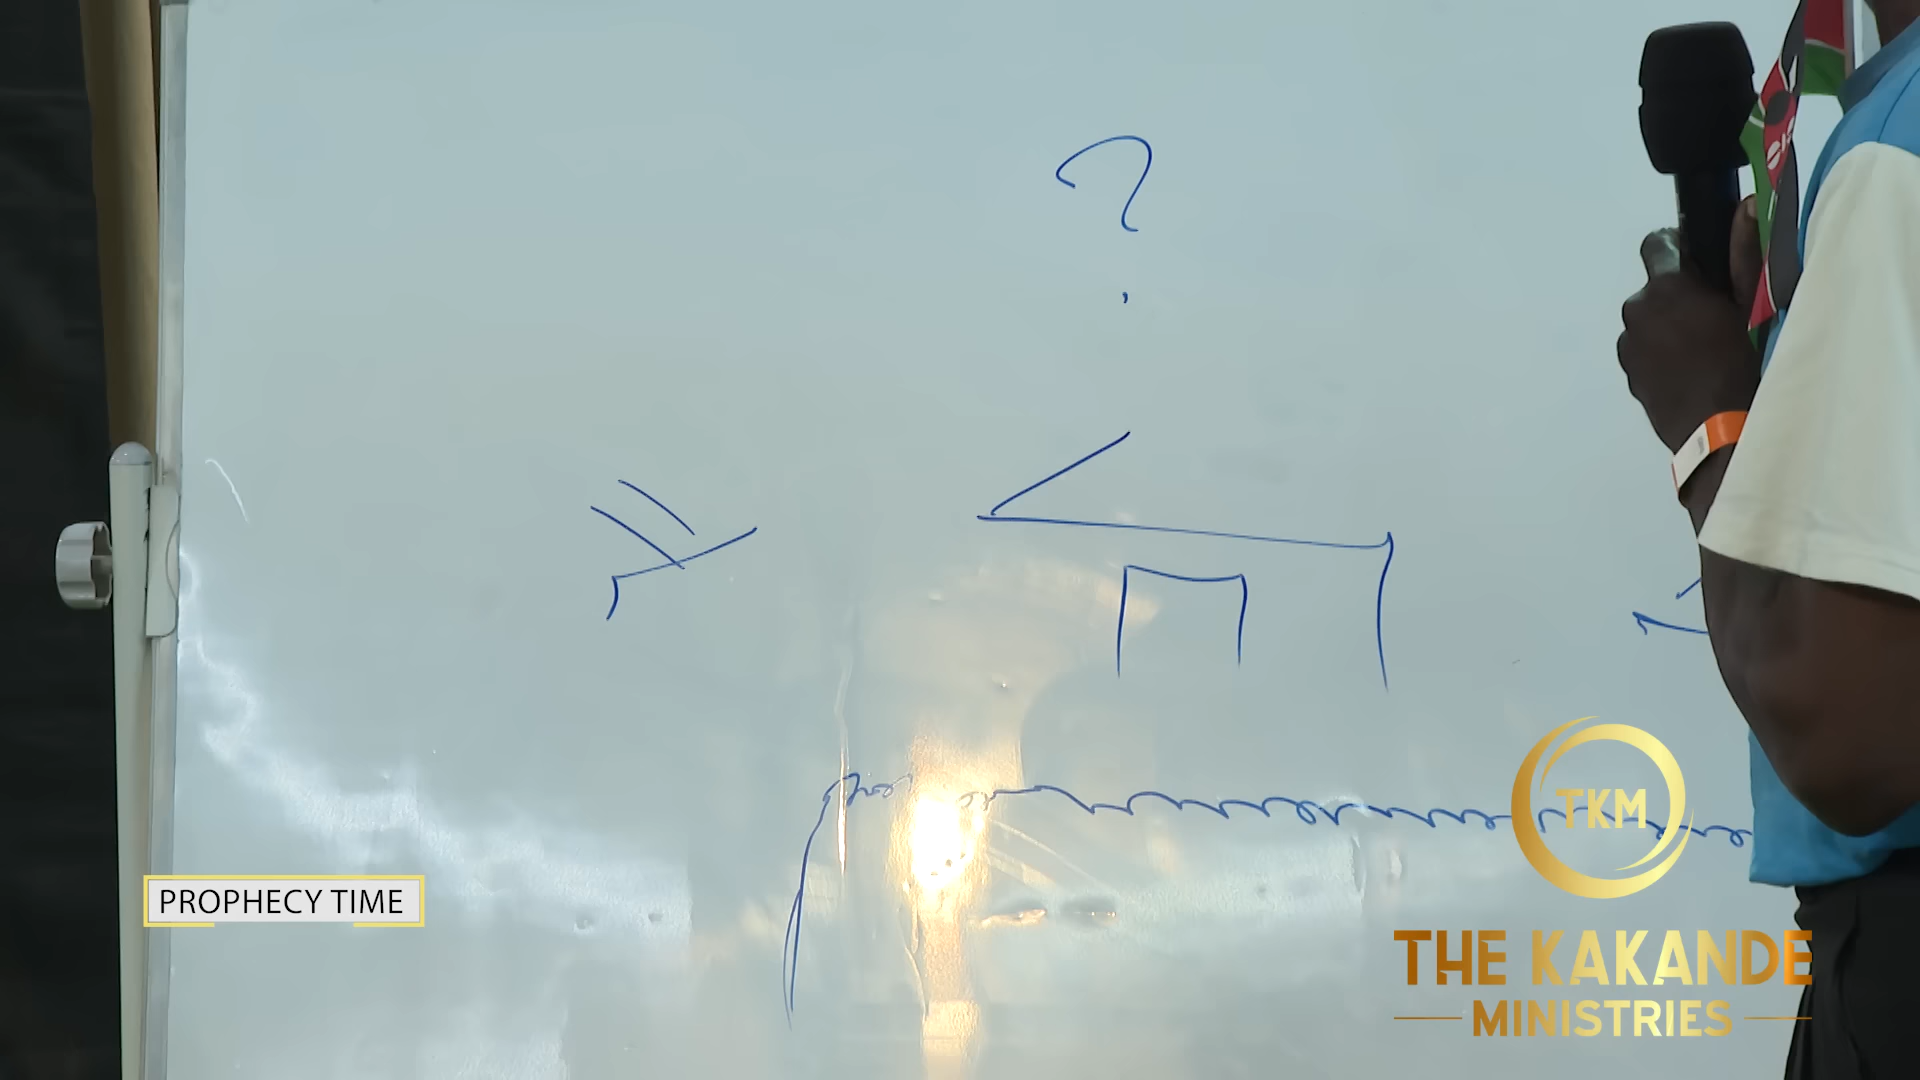 ?
PROPHECY TIME
TKM
THE KAKANDE
MINISTRIES